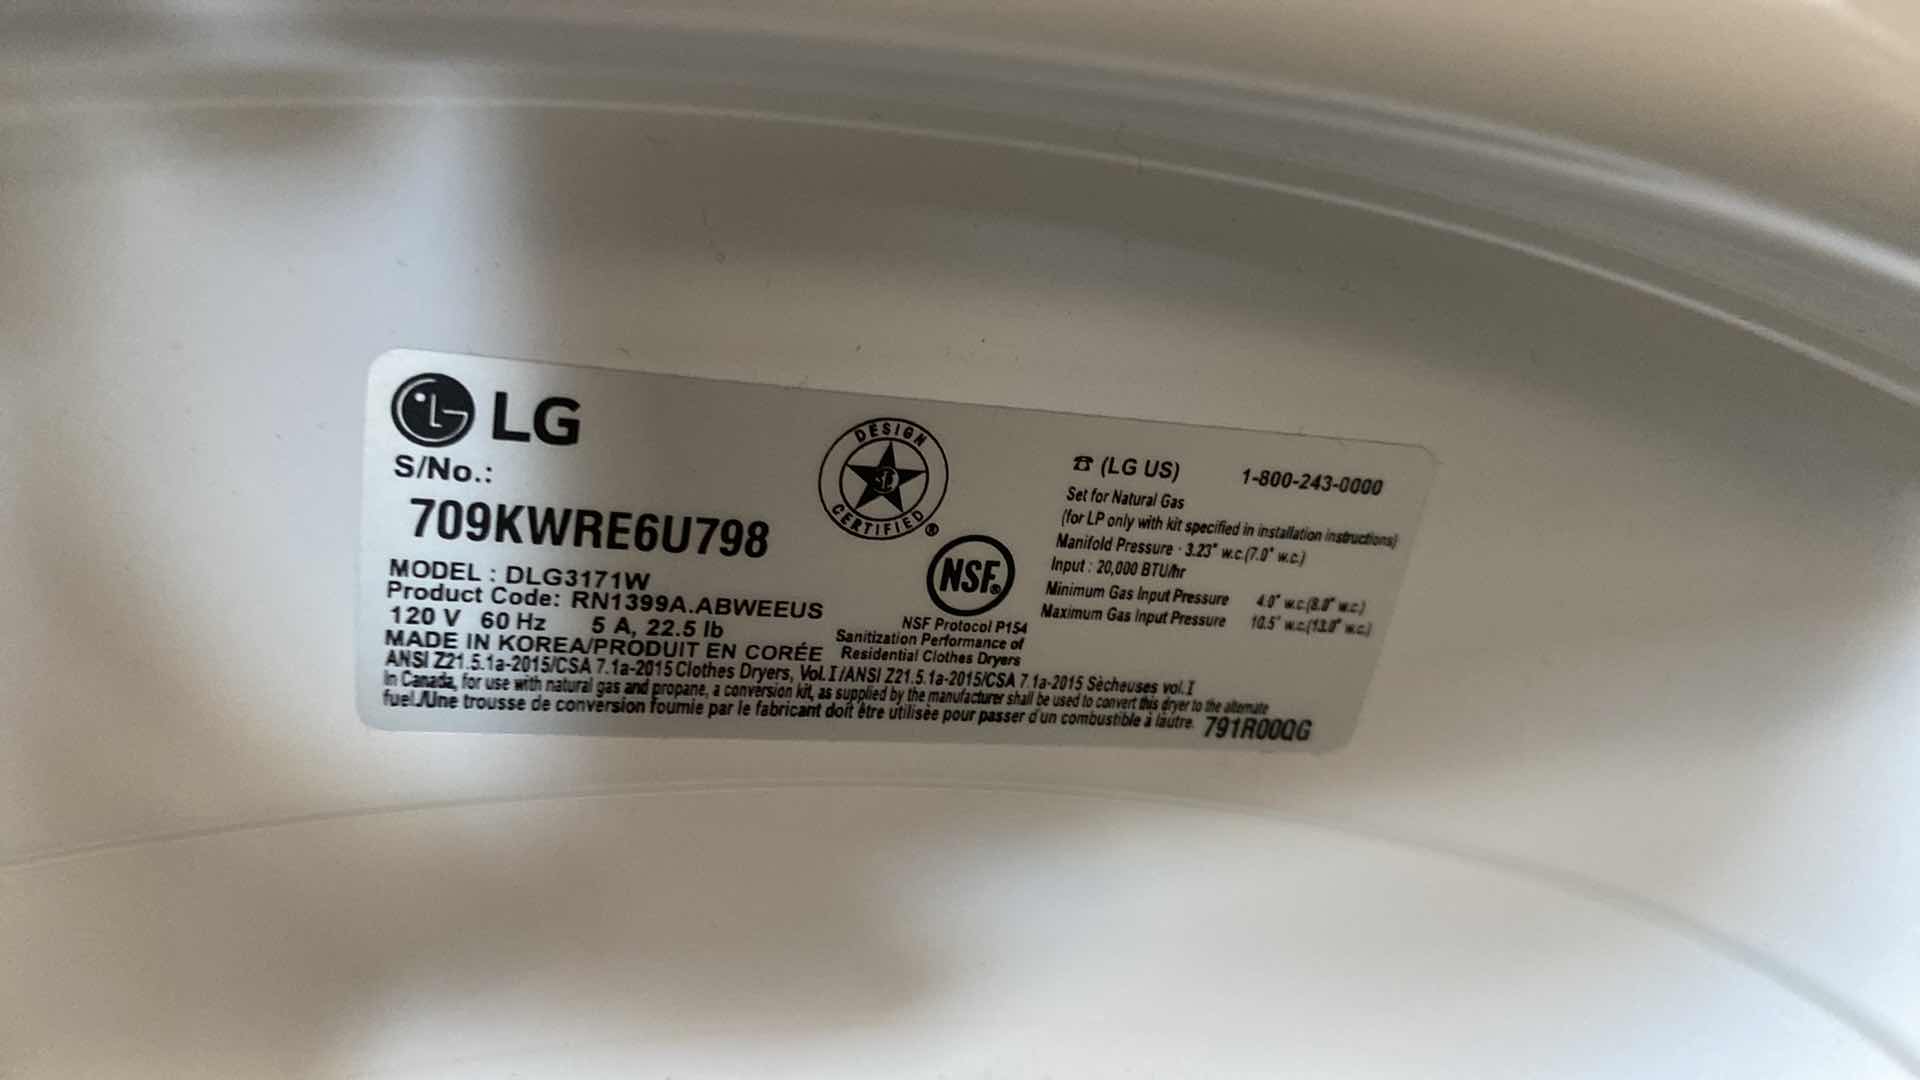 LG
S/No.:
709KWRE6U798
MODEL : DLG3171W
Product Code: RN1399A.ABWEEUS
120 V 60 Hz 5 A, 22.5 lb
MADE IN KOREA/PRODUIT EN CORÉE
DESIGN
CERTIFIED®
NSF®
NSF Protocol P154
Sanitization Performance of
Residential Clothes Dryers
☎ (LG US) 1-800-243-0000
Set for Natural Gas
(for LP only with kit specified in installation instructions)
Manifold Pressure · 3.23" w.c.(7.0" w.c.)
Input : 20,000 BTU/hr
Minimum Gas Input Pressure 4.0" w.c.(8.0" w.c.)
Maximum Gas Input Pressure 10.5" w.c.(13.0" w.c.)
ANSI Z21.5.1a-2015/CSA 7.1a-2015 Clothes Dryers, Vol. I/ANSI Z21.5.1a-2015/CSA 7.1a-2015 Sècheuses vol. I
In Canada, for use with natural gas and propane, a conversion kit, as supplied by the manufacturer shall be used to convert this dryer to the alternate
fuel./Une trousse de conversion fournie par le fabricant doit être utilisèe pour passer d'un combustible à lautre. 791R00QG